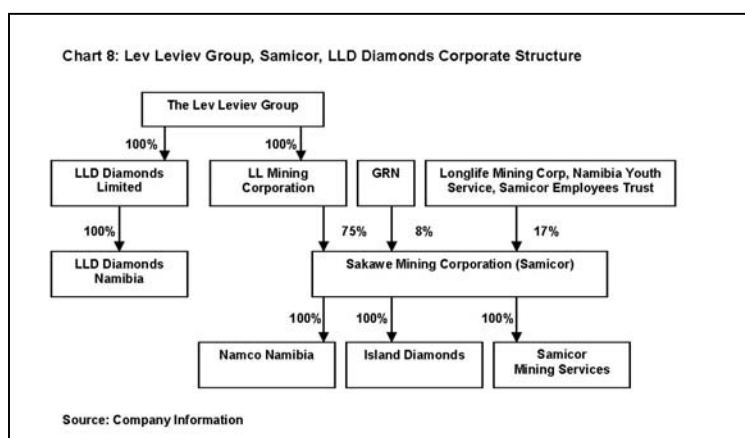 Chart 8: Lev Leviev Group, Samicor, LLD Diamonds Corporate Structure
The Lev Leviev Group
100%
100%
LLD Diamonds
Limited
LL Mining
Corporation
GRN
Longlife Mining Corp, Namibia Youth
Service, Samicor Employees Trust
100%
75%
8%
17%
LLD Diamonds
Namibia
Sakawe Mining Corporation (Samicor)
100%
100%
100%
Namco Namibia
Island Diamonds
Samicor
Mining Services
Source: Company Information